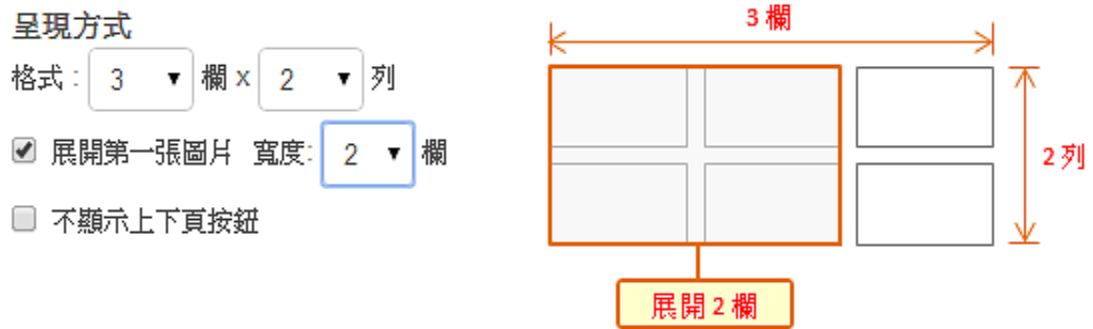 呈現方式
格式 : 3 欄 x 2 列
展開第一張圖片 寬度: 2 欄
不顯示上下頁按鈕
3 欄
2 列
展開 2 欄